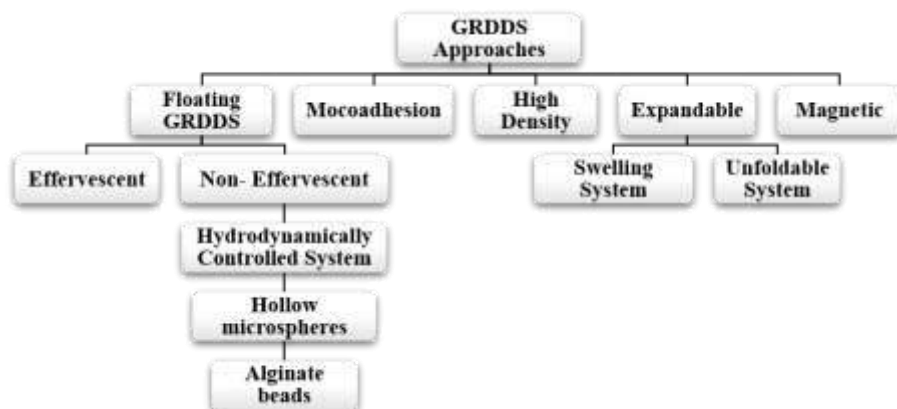 GRDDS
Approaches
Floating
GRDDS
Mocoadhesion
High
Density
Expandable
Magnetic
Effervescent
Non- Effervescent
Swelling
System
Unfoldable
System
Hydrodynamically
Controlled System
Hollow
microspheres
Alginate
beads